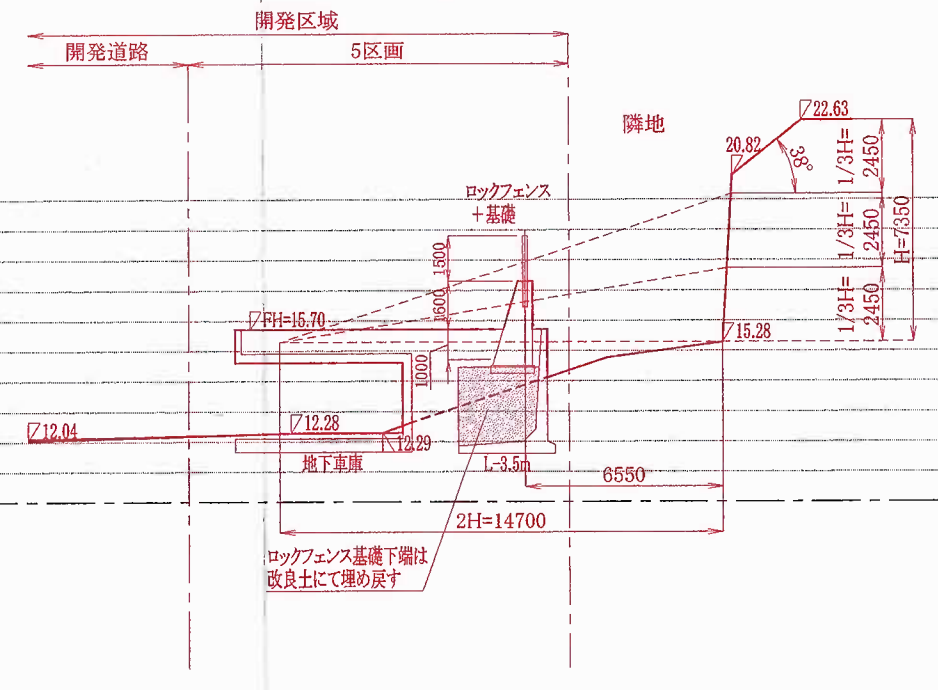 開発区域
開発道路
5区画
隣地
22.63
20.82
38°
1/3H=
2450
1/3H=
2450
1/3H=
2450
H=7350
ロックフェンス
+基礎
1500
1600
1000
FH=15.70
15.28
12.04
12.28
12.29
地下車庫
L-3.5m
6550
2H=14700
ロックフェンス基礎下端は
改良土にて埋め戻す